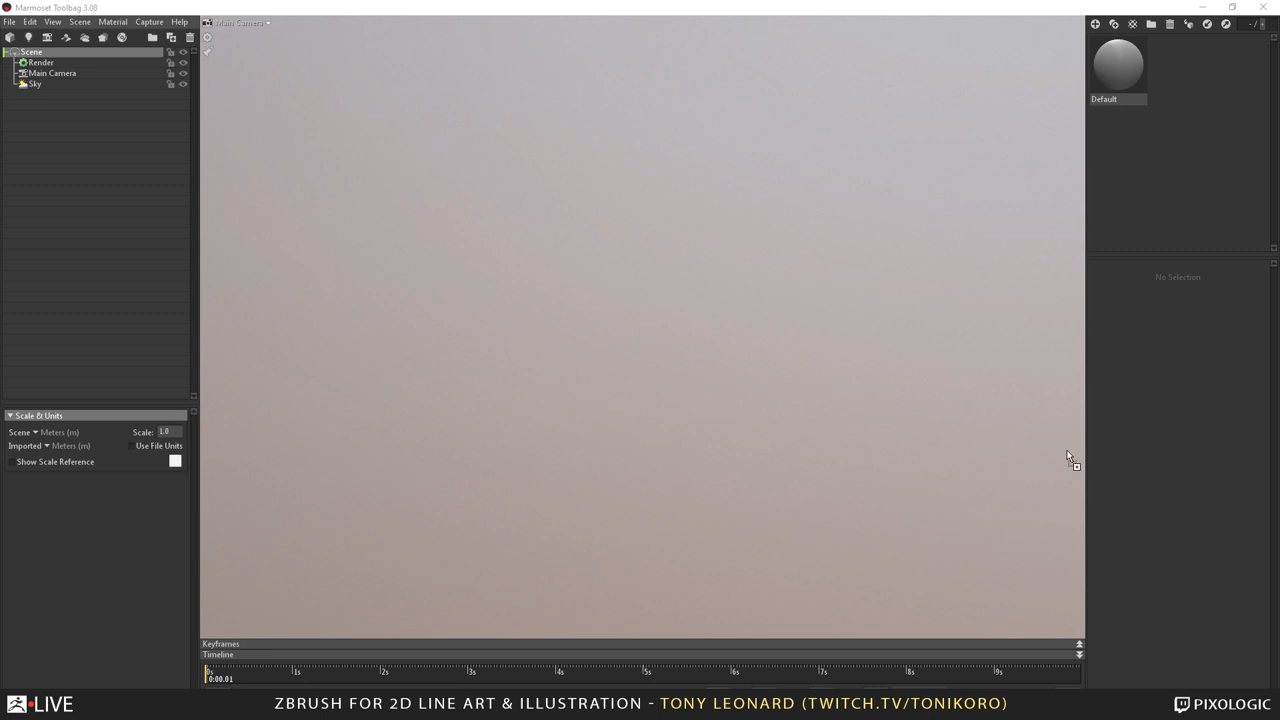 Marmoset Toolbag 3.08
File Edit View Scene Material Capture Help
Main Camera
Scene
Render
Main Camera
Sky
Default
No Selection
Scale & Units
Scene Meters (m) Scale: 1.0
Imported Meters (m) Use File Units
Show Scale Reference
Keyframes
Timeline
0s 1s 2s 3s 4s 5s 6s 7s 8s 9s
0:00.01
LIVE
ZBRUSH FOR 2D LINE ART & ILLUSTRATION - TONY LEONARD (TWITCH.TV/TONIKORO)
PIXOLOGIC